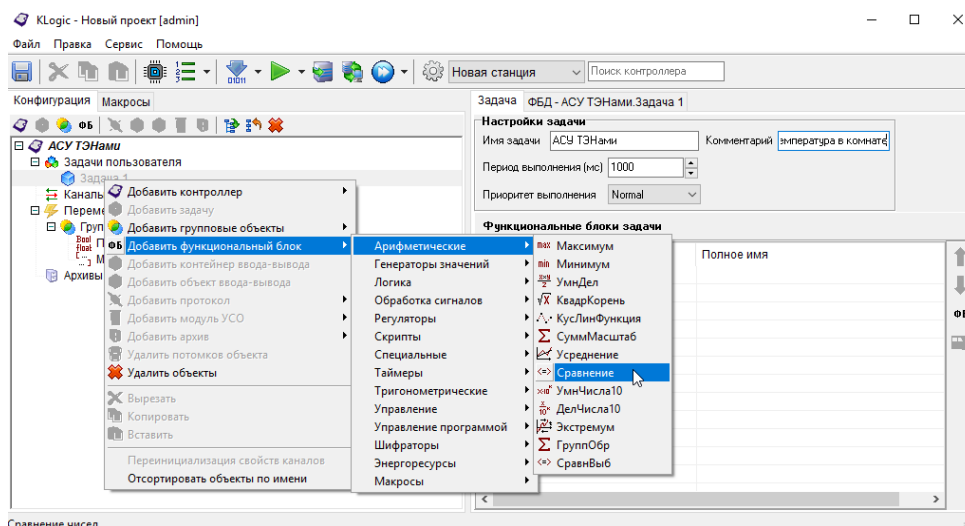 KLogic - Новый проект [admin]
Файл Правка Сервис Помощь
Новая станция Поиск контроллера
Конфигурация Макросы
Задача ФБД - АСУ ТЭНами.Задача 1
ФБ
АСУ ТЭНами
Задачи пользователя
Задача 1
Настройки задачи
Имя задачи АСУ ТЭНами Комментарий
в комнате
Период выполнения (мс) 1000
Приоритет выполнения Normal
Функциональные блоки задачи
Полное имя
Добавить контроллер
Добавить задачу
Добавить групповые объекты
ФБ Добавить функциональный блок
Добавить контейнер ввода-вывода
Добавить объект ввода-вывода
Добавить протокол
Добавить модуль УСО
Добавить архив
Удалить потомков объекта
Удалить объекты
Вырезать
Копировать
Вставить
Переинициализация свойств каналов
Отсортировать объекты по имени
Арифметические
Генераторы значений
Логика
Обработка сигналов
Регуляторы
Скрипты
Специальные
Таймеры
Тригонометрические
Управление
Управление программой
Шифраторы
Энергоресурсы
Макросы
max Максимум
min Минимум
УмнДел
√X КвадрКорень
КусЛинФункция
Σ СуммМасштаб
Усреднение
<=> Сравнение
УмнЧисла10
ДелЧисла10
Экстремум
Σ ГруппОбр
<=> СравнВыб
Архивы
Сравнение чисел